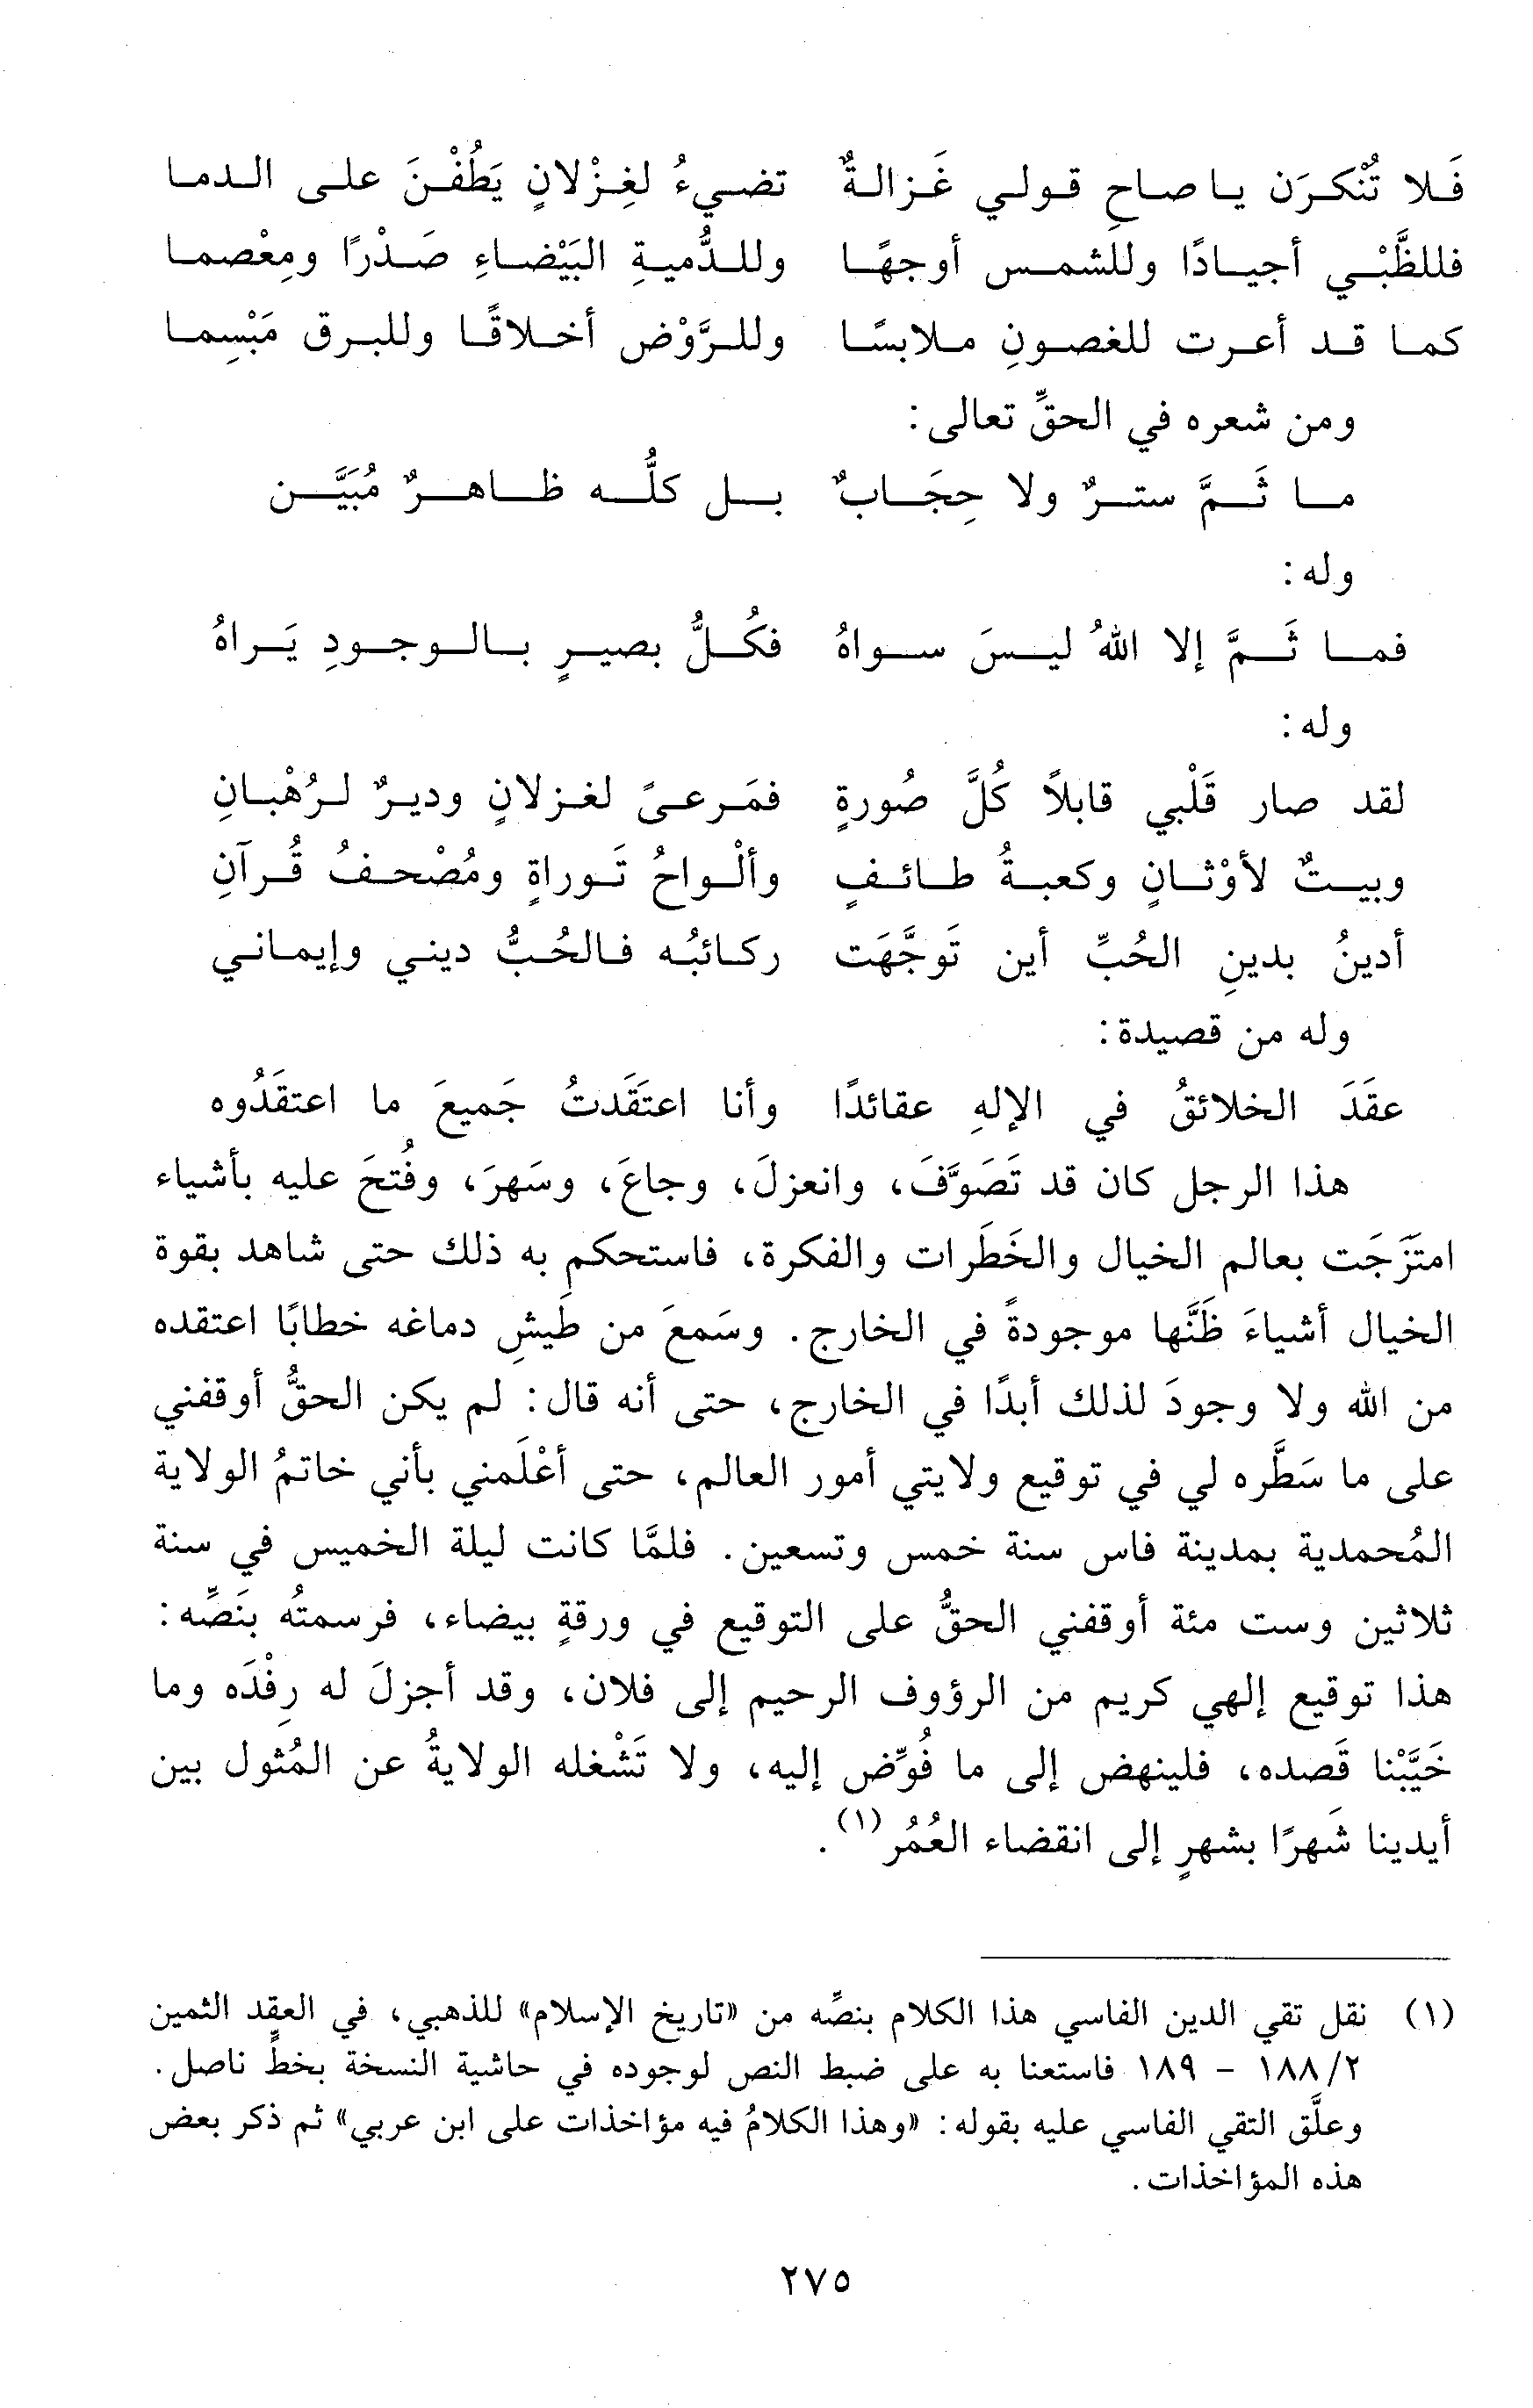 فَلا تُنْكرَن يا صاحِ قولي غَزالةٌ تضيءُ لغِزْلانٍ يَطُفْنَ على الدما
فللظَّبْي أجيادًا وللشمس أوجهًا وللدُّميةِ البَيْضاءِ صَدْرًا ومِعْصما
كما قد أعرت للغصونِ ملابسًا وللرَّوْض أخلاقًا وللبرق مَبْسِما
ومن شعره في الحقِّ تعالى:
ما ثَمَّ سترٌ ولا حِجَابٌ بل كلُّه ظاهرٌ مُبَيَّن
وله:
فما ثَمَّ إلا اللهُ ليسَ سواهُ فكُلُّ بصيرٍ بالوجودِ يَراهُ
وله:
لقد صار قَلْبي قابلاً كُلَّ صُورةٍ فمَرعىً لغزلانٍ وديرٌ لرُهْبانِ
وبيتٌ لأوْثانٍ وكعبةُ طائفٍ وألْواحُ تَوراةٍ ومُصْحفُ قُرآنِ
أدينُ بدينِ الحُبِّ أين تَوجَّهَت ركائبُه فالحُبُّ ديني وإيماني
وله من قصيدة:
عقَدَ الخلائقُ في الإلهِ عقائدًا وأنا اعتَقَدتُ جَميعَ ما اعتقَدُوه
هذا الرجل كان قد تَصَوَّفَ، وانعزلَ، وجاعَ، وسَهرَ، وفُتحَ عليه بأشياء
امتَزَجَت بعالم الخيال والخَطَرات والفكرة، فاستحكم به ذلك حتى شاهد بقوة
الخيال أشياءَ ظَنَّها موجودةً في الخارج. وسَمعَ من طَيشِ دماغه خطابًا اعتقده
من الله ولا وجودَ لذلك أبدًا في الخارج، حتى أنه قال: لم يكن الحقُّ أوقفني
على ما سَطَّره لي في توقيع ولايتي أمور العالم، حتى أعْلَمني بأني خاتمُ الولاية
المُحمدية بمدينة فاس سنة خمس وتسعين. فلمَّا كانت ليلة الخميس في سنة
ثلاثين وست مئة أوقفني الحقُّ على التوقيع في ورقةٍ بيضاء، فرسمتُه بنَصِّه:
هذا توقيع إلهي كريم من الرؤوف الرحيم إلى فلان، وقد أجزلَ له رِفْدَه وما
خَيَّبْنا قَصده، فلينهض إلى ما فُوِّض إليه، ولا تَشْغله الولايةُ عن المُثول بين
أيدينا شَهرًا بشهرٍ إلى انقضاء العُمُر(١).
(١) نقل تقي الدين الفاسي هذا الكلام بنصِّه من «تاريخ الإسلام» للذهبي، في العقد الثمين
٢/ ١٨٨ - ١٨٩ فاستعنا به على ضبط النص لوجوده في حاشية النسخة بخطٍّ ناصل.
وعلَّق التقي الفاسي عليه بقوله: «وهذا الكلامُ فيه مؤاخذات على ابن عربي» ثم ذكر بعض
هذه المؤاخذات.
٢٧٥